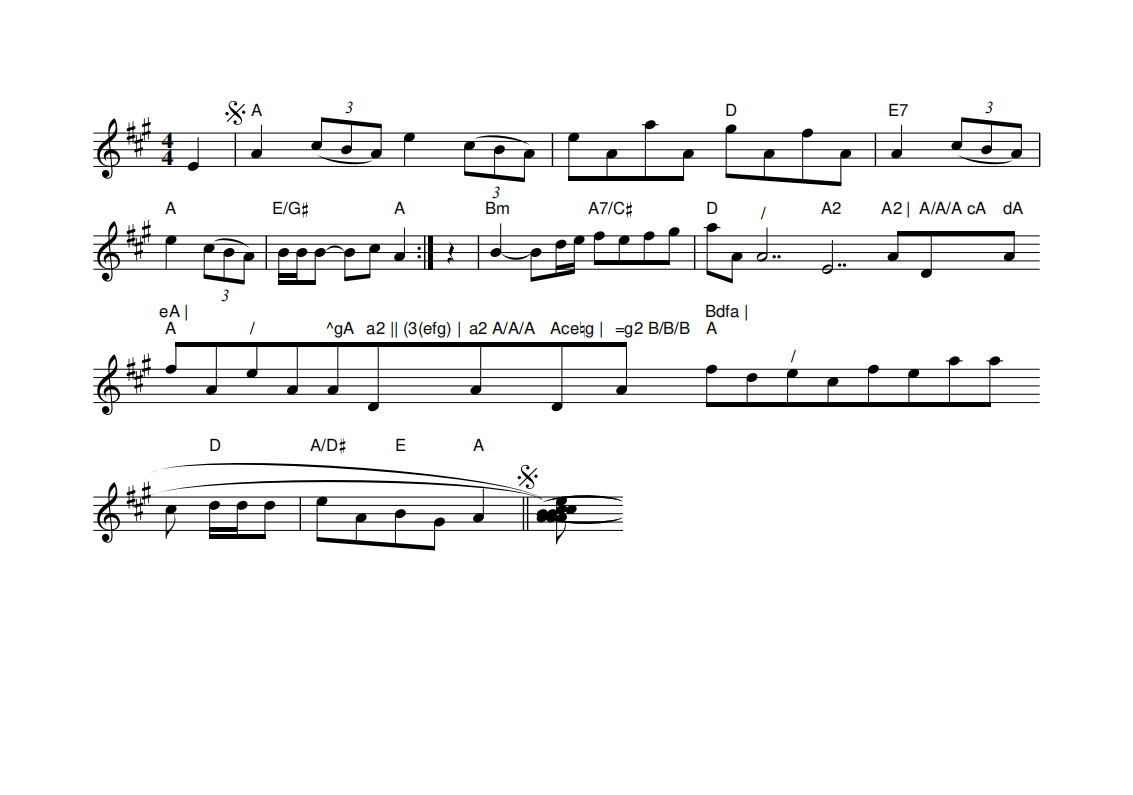 A 3 D E7 3
4 4
3
A E/G♯ A Bm A7/C♯ D / A2 A2 | A/A/A cA dA
3
eA | Bdfa |
A / ^gA a2 || (3(efg) | a2 A/A/A Ace♮g | =g2 B/B/B A
/
D A/D♯ E A